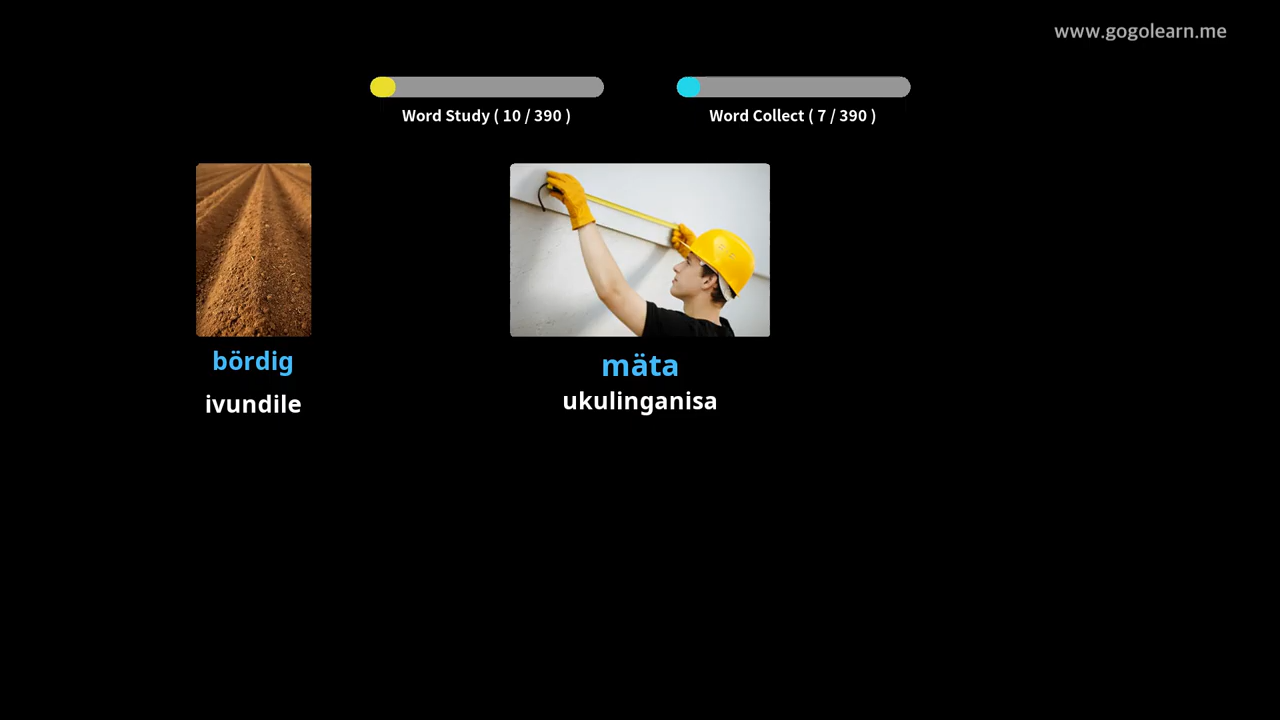 www.gogolearn.me
Word Study ( 10 / 390 )
Word Collect ( 7 / 390 )
bördig
ivundile
mäta
ukulinganisa